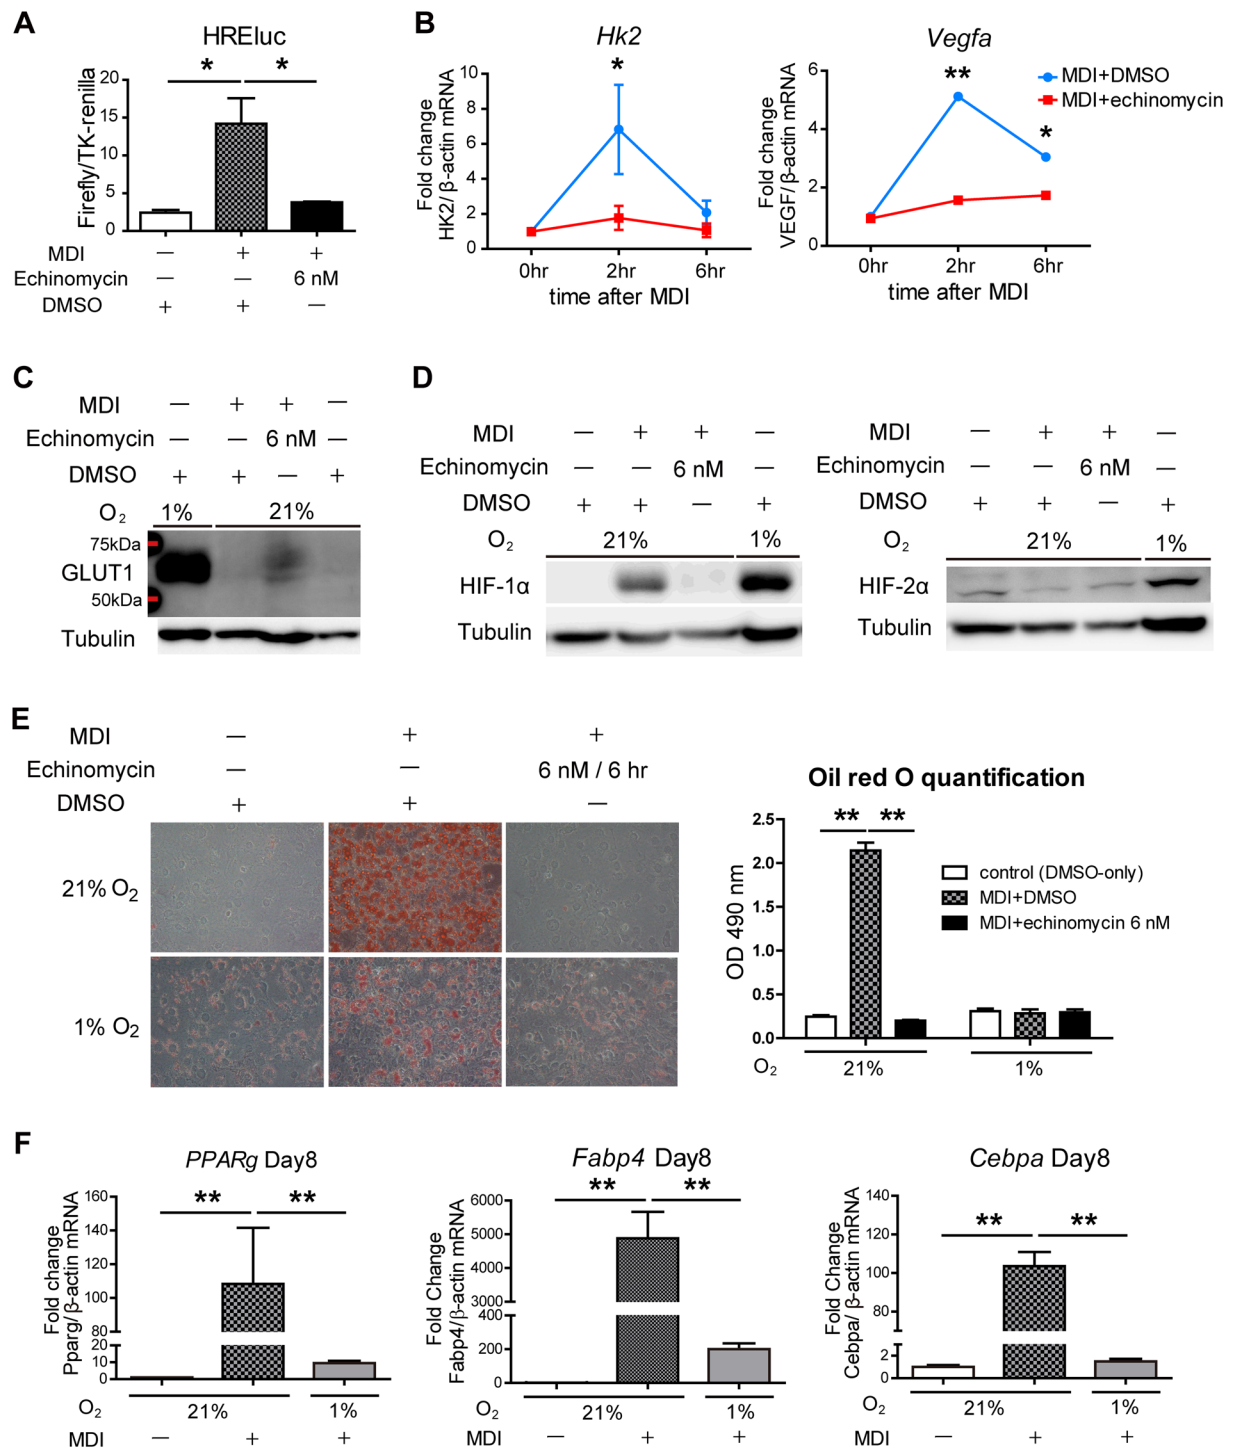 A
HREluc
*
*
Firefly/TK-renilla
20
15
10
5
0
MDI — + +
Echinomycin — — 6 nM
DMSO + + —
B
Hk2
*
Fold change
HK2/β-actin mRNA
10
8
6
4
2
0
0hr 2hr 6hr
time after MDI
Vegfa
**
*
Fold change
VEGF/β-actin mRNA
6
4
2
0
0hr 2hr 6hr
time after MDI
MDI+DMSO
MDI+echinomycin
C
MDI — + + —
Echinomycin — — 6 nM —
DMSO + + — +
O2 1% 21%
75kDa
GLUT1
50kDa
Tubulin
D
MDI — + + —
Echinomycin — — 6 nM —
DMSO + + — +
O2 21% 1%
HIF-1α
Tubulin
MDI — + + —
Echinomycin — — 6 nM —
DMSO + + — +
O2 21% 1%
HIF-2α
Tubulin
E
MDI — + +
Echinomycin — — 6 nM / 6 hr
DMSO + + —
21% O2
1% O2
Oil red O quantification
** **
OD 490 nm
2.5
2.0
1.5
1.0
0.5
0.0
O2 21% 1%
control (DMSO-only)
MDI+DMSO
MDI+echinomycin 6 nM
F
PPARg Day8
** **
Fold change
Pparg/β-actin mRNA
160
140
120
100
80
20
10
0
O2 21% 1%
MDI — + +
Fabp4 Day8
** **
Fold Change
Fabp4/β-actin mRNA
6000
5000
4000
3000
400
200
0
O2 21% 1%
MDI — + +
Cebpa Day8
** **
Fold Change
Cebpa/ β-actin mRNA
140
120
100
80
2
0
O2 21% 1%
MDI — + +